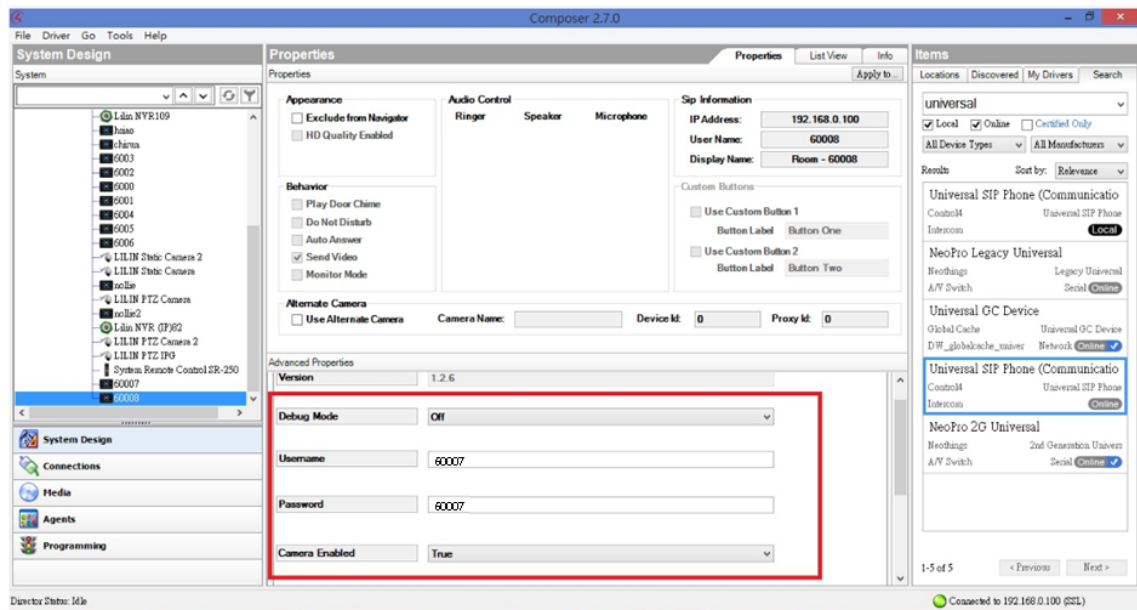 Composer 2.7.0
File Driver Go Tools Help
System Design
System
Lilin NVR109
hsiao
chirun
6003
6002
6000
6001
6004
6005
6006
LILIN Static Camera 2
LILIN Static Camera
nollie
LILIN PTZ Camera
nollie2
Lilin NVR (IP)82
LILIN PTZ Camera 2
LILIN PTZ IPG
System Remote Control SR-250
60007
60008
System Design
Connections
Media
Agents
Programming
Director Status: Idle
Properties
Properties List View Info
Properties
Apply to...
Appearance
Exclude from Navigator
HD Quality Enabled
Behavior
Play Door Chime
Do Not Disturb
Auto Answer
Send Video
Monitor Mode
Audio Control
Ringer Speaker Microphone
Sip Information
IP Address: 192.168.0.100
User Name: 60008
Display Name: Room - 60008
Custom Buttons
Use Custom Button 1
Button Label Button One
Use Custom Button 2
Button Label Button Two
Alternate Camera
Use Alternate Camera Camera Name: Device Id: 0 Proxy Id: 0
Advanced Properties
Version 1.2.6
Debug Mode Off
Username 60007
Password 60007
Camera Enabled True
Items
Locations Discovered My Drivers Search
universal
Local Online Certified Only
All Device Types All Manufacturers
Results Sort by: Relevance
Universal SIP Phone (Communicatio
Control4 Universal SIP Phone
Intercom Local
NeoPro Legacy Universal
Neothings Legacy Universal
A/V Switch Serial Online
Universal GC Device
Global Cache Universal GC Device
DW_globalcache_univer Network Online
Universal SIP Phone (Communicatio
Control4 Universal SIP Phone
Intercom Online
NeoPro 2G Universal
Neothings 2nd Generation Univers
A/V Switch Serial Online
1-5 of 5 < Previous Next >
Connected to 192.168.0.100 (SSL)